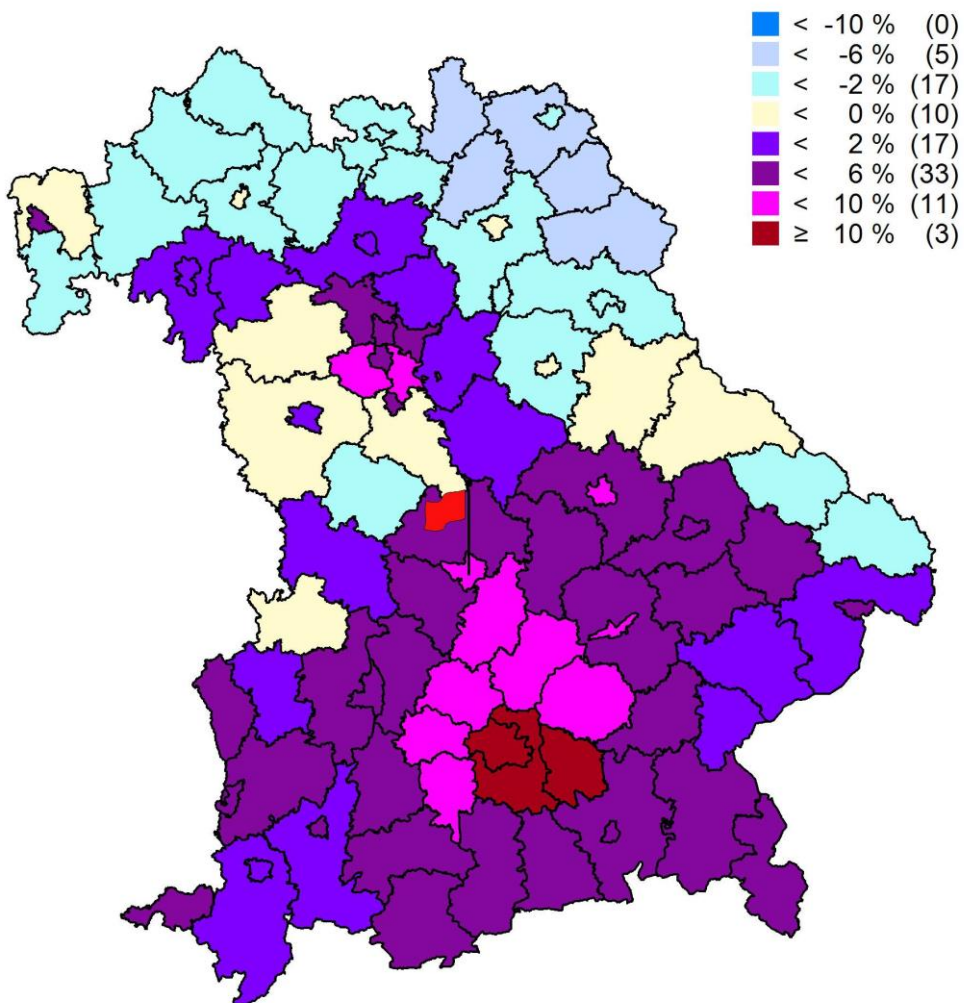 < -10 % (0)
< -6 % (5)
< -2 % (17)
< 0 % (10)
< 2 % (17)
< 6 % (33)
< 10 % (11)
≥ 10 % (3)